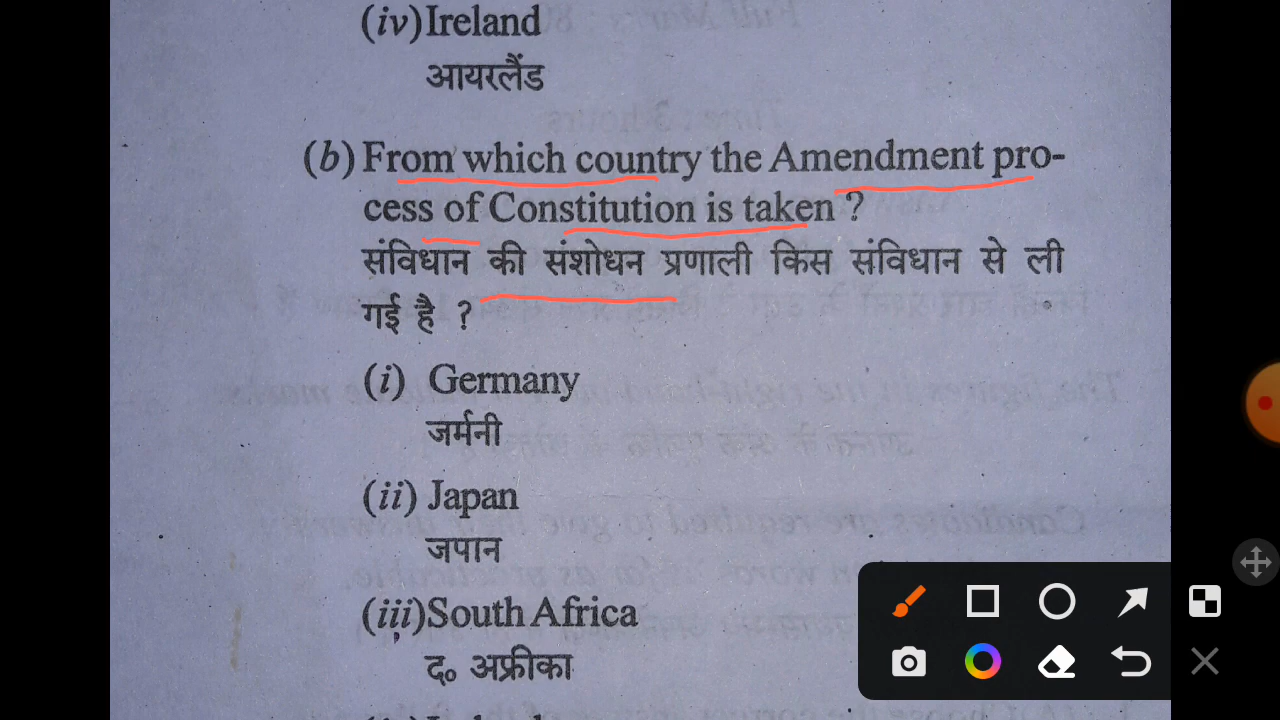 (iv) Ireland
आयरलैंड
(b) From which country the Amendment pro-
cess of Constitution is taken ?
संविधान की संशोधन प्रणाली किस संविधान से ली
गई है ?
(i) Germany
जर्मनी
(ii) Japan
जपान
(iii) South Africa
द० अफ्रीका